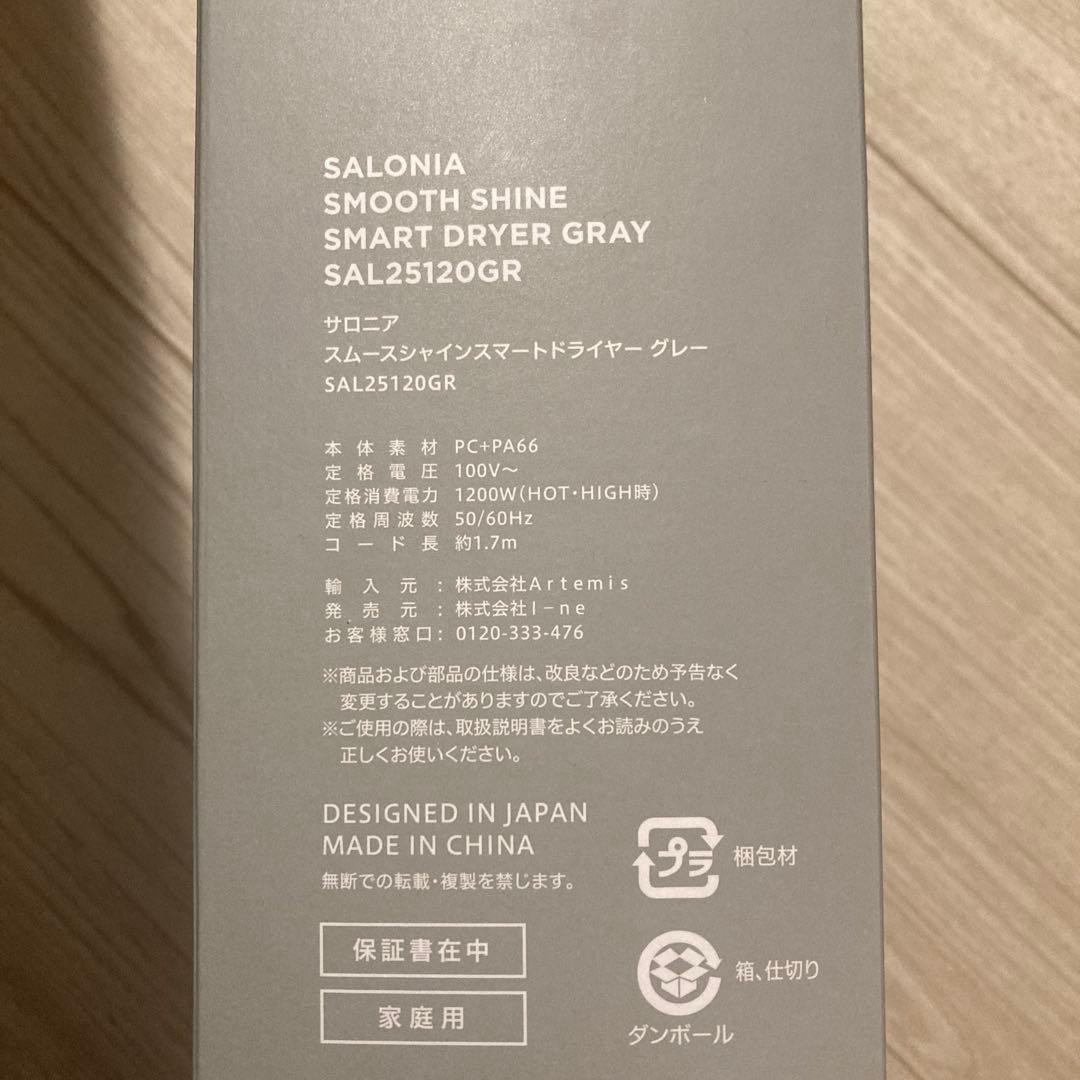 SALONIA
SMOOTH SHINE
SMART DRYER GRAY
SAL25120GR
サロニア
スムースシャインスマートドライヤー グレー
SAL25120GR
本体素材 PC+PA66
定格電圧 100V～
定格消費電力 1200W(HOT・HIGH時)
定格周波数 50/60Hz
コード長 約1.7m
輸入元：株式会社Artemis
発売元：株式会社I-ne
お客様窓口：0120-333-476
※商品および部品の仕様は、改良などのため予告なく
変更することがありますのでご了承ください。
※ご使用の際は、取扱説明書をよくお読みのうえ
正しくお使いください。
DESIGNED IN JAPAN
MADE IN CHINA
無断での転載・複製を禁じます。
プラ 梱包材
保証書在中
箱、仕切り
家庭用
ダンボール